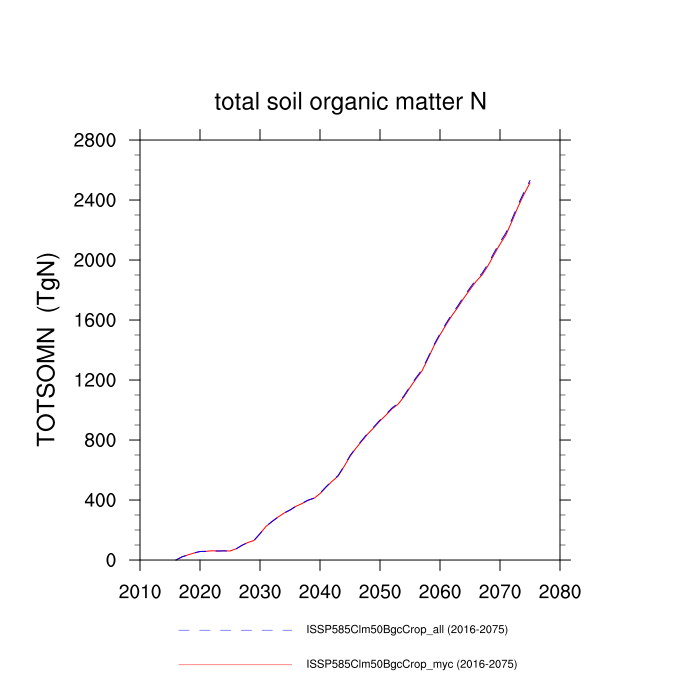 total soil organic matter N
TOTSOMN (TgN)
2800
2400
2000
1600
1200
800
400
0
2010 2020 2030 2040 2050 2060 2070 2080
ISSP585Clm50BgcCrop_all (2016-2075)
ISSP585Clm50BgcCrop_myc (2016-2075)